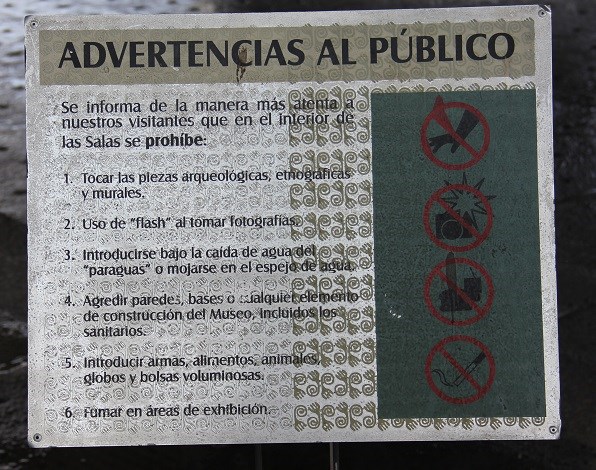 ADVERTENCIAS AL PÚBLICO
Se informa de la manera más atenta a
nuestros visitantes que en el interior de
las Salas se prohíbe:
1. Tocar las piezas arqueológicas, etnográficas
y murales.
2. Uso de "flash" al tomar fotografías.
3. Introducirse bajo la caída de agua del
"paraguas" o mojarse en el espejo de agua.
4. Agredir paredes, bases o cualquier elemento
de construcción del Museo, incluidos los
sanitarios.
5. Introducir armas, alimentos, animales,
globos y bolsas voluminosas.
6. Fumar en áreas de exhibición.